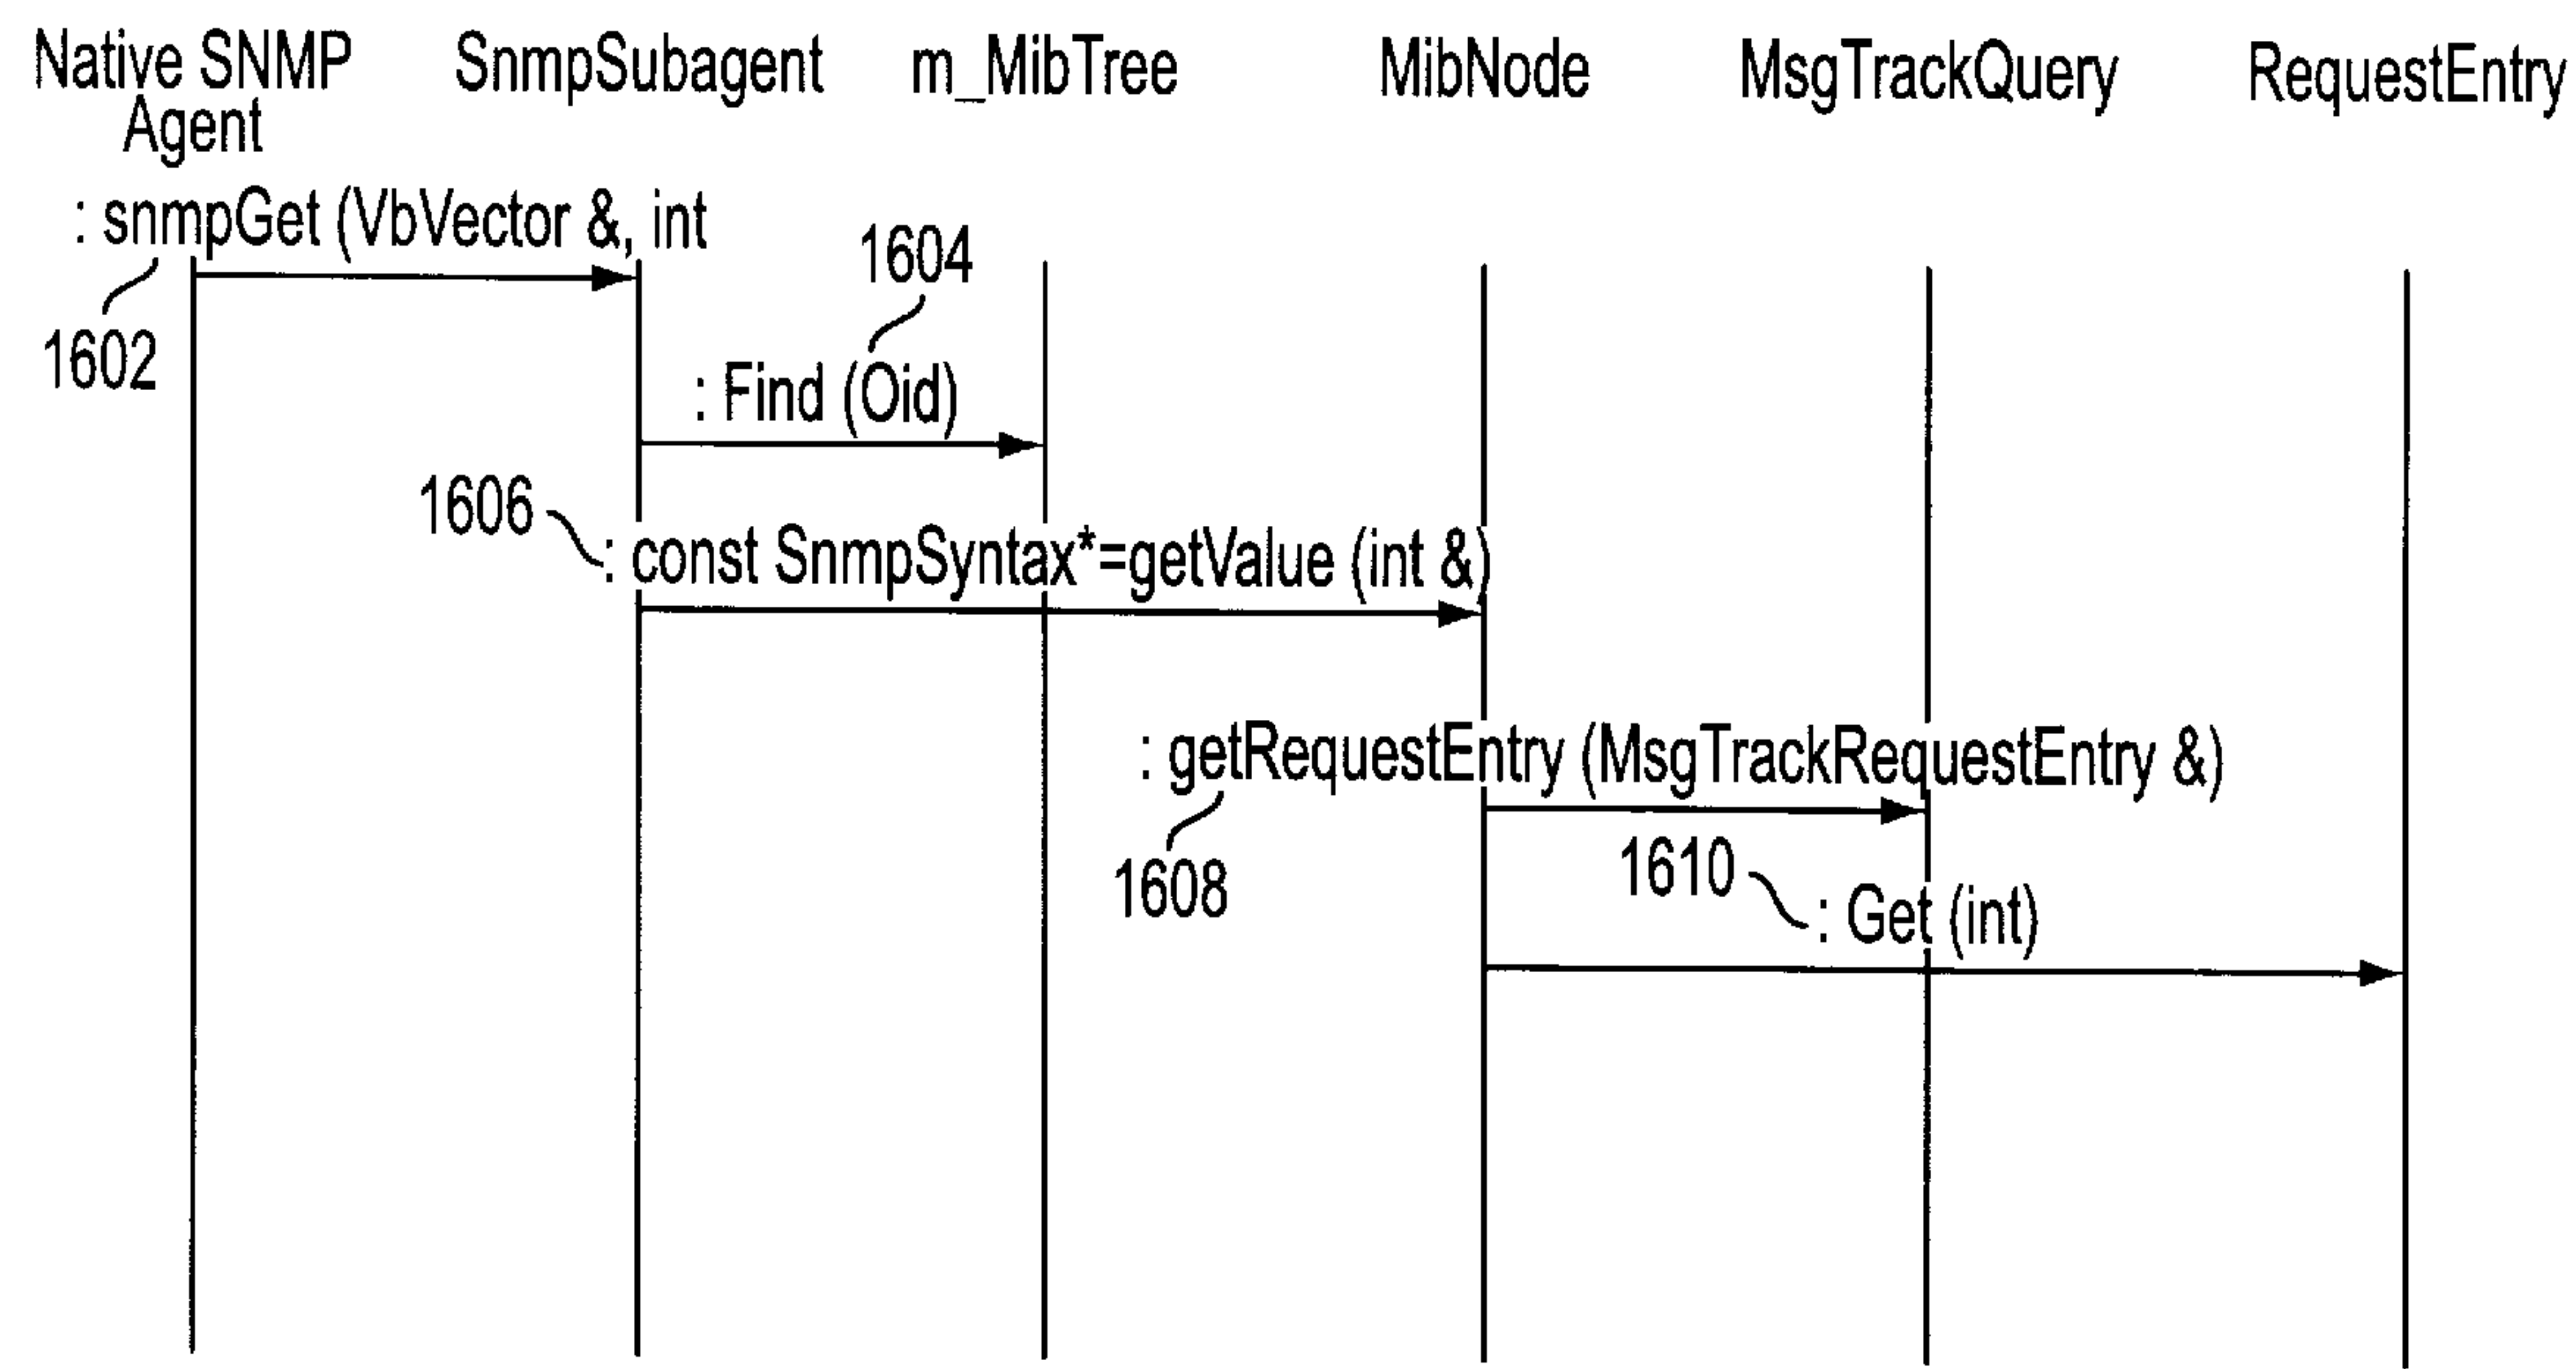 Native SNMP Agent
SnmpSubagent
m_MibTree
MibNode
MsgTrackQuery
RequestEntry
: snmpGet (VbVector &, int
1602
1604
: Find (Oid)
1606
: const SnmpSyntax*=getValue (int &)
: getRequestEntry (MsgTrackRequestEntry &)
1608
1610
: Get (int)